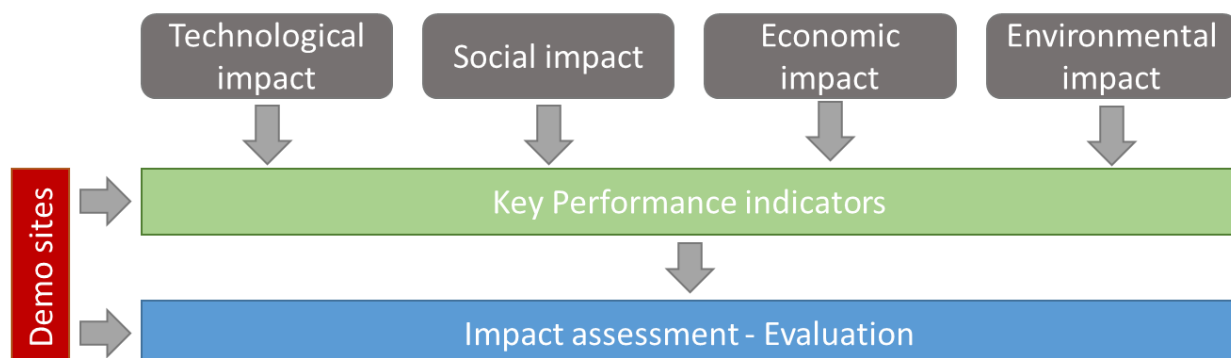 Technological
impact
Social impact
Economic
impact
Environmental
impact
Demo sites
Key Performance indicators
Impact assessment - Evaluation